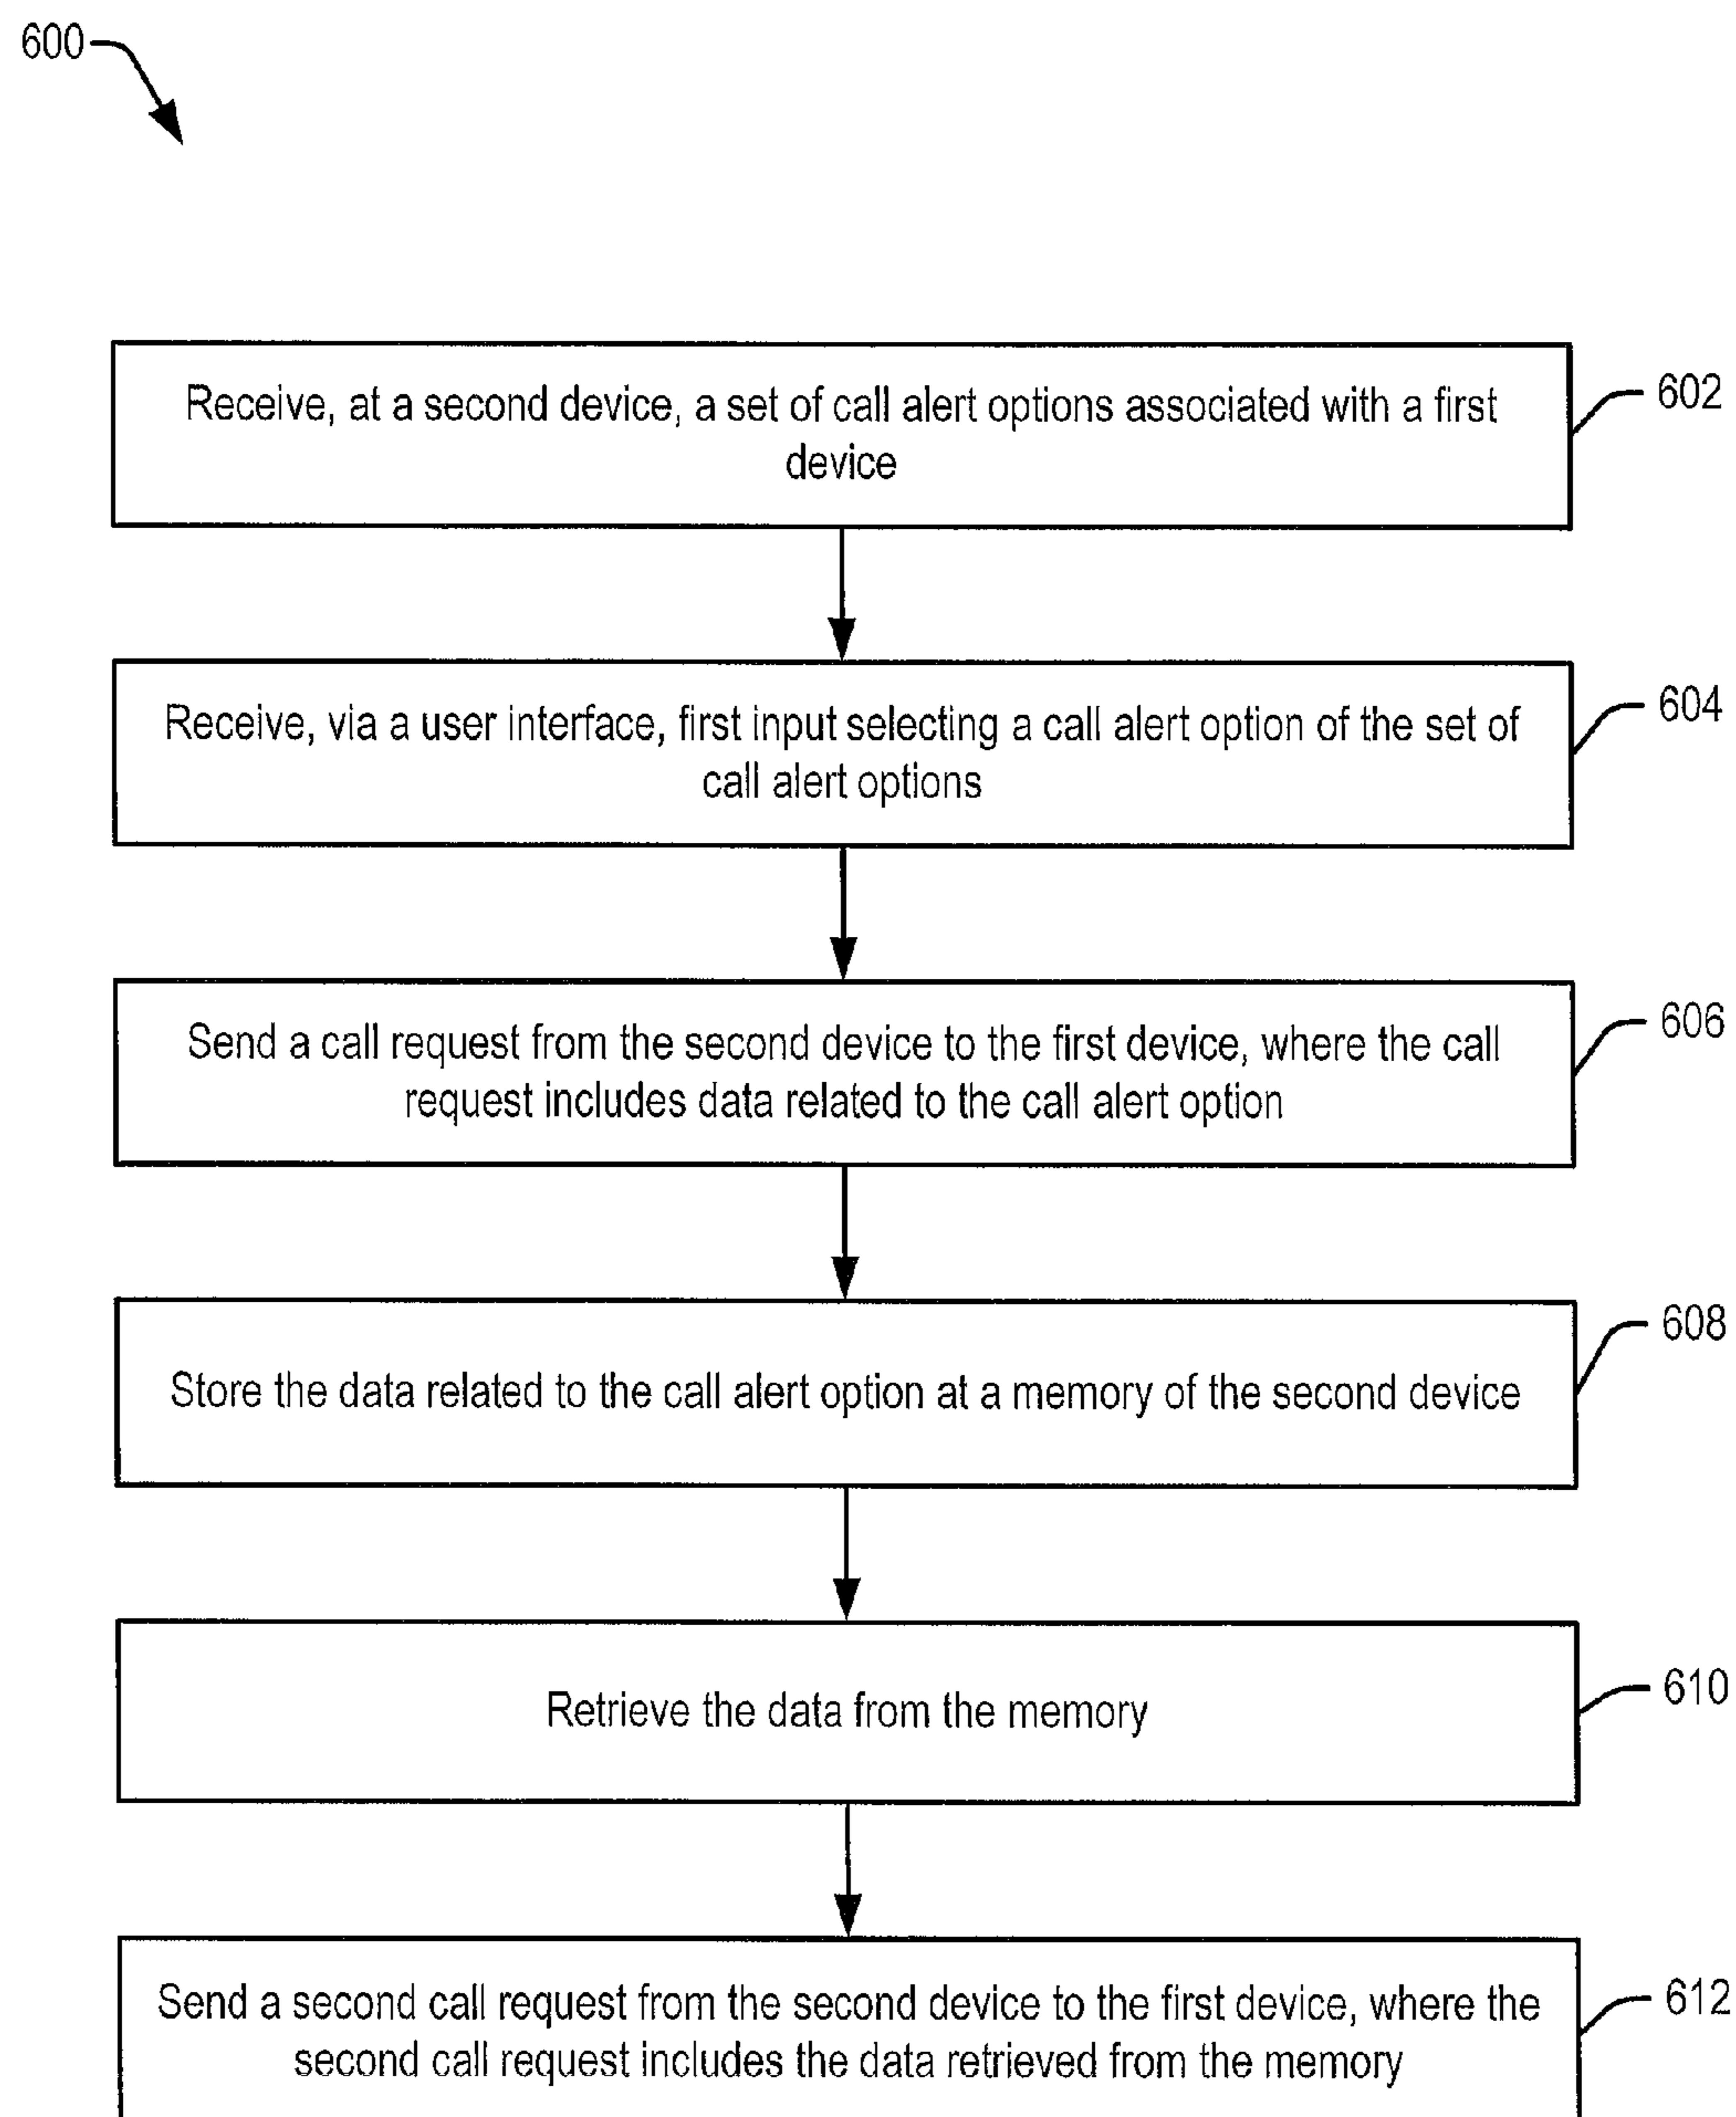 600
Receive, at a second device, a set of call alert options associated with a first
device
602
Receive, via a user interface, first input selecting a call alert option of the set of
call alert options
604
Send a call request from the second device to the first device, where the call
request includes data related to the call alert option
606
Store the data related to the call alert option at a memory of the second device
608
Retrieve the data from the memory
610
Send a second call request from the second device to the first device, where the
second call request includes the data retrieved from the memory
612